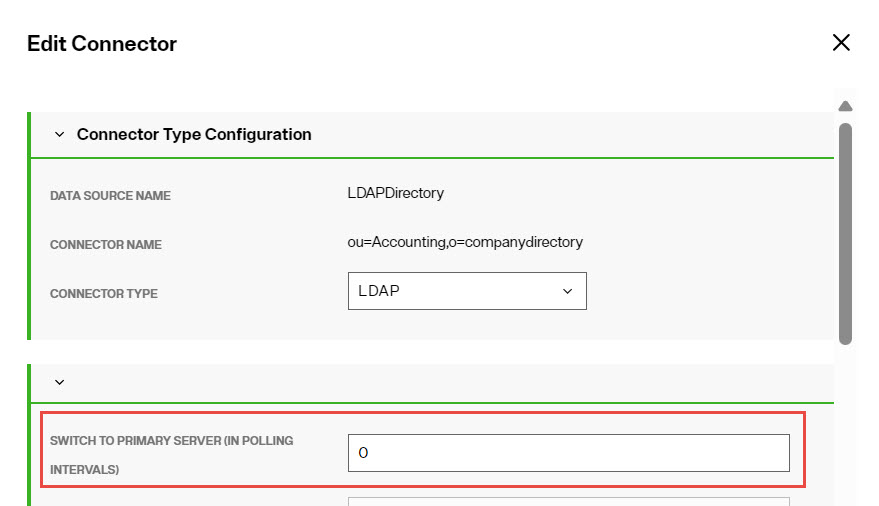 Edit Connector
Connector Type Configuration
DATA SOURCE NAME LDAPDirectory
CONNECTOR NAME ou=Accounting,o=companydirectory
CONNECTOR TYPE LDAP
SWITCH TO PRIMARY SERVER (IN POLLING
INTERVALS) 0